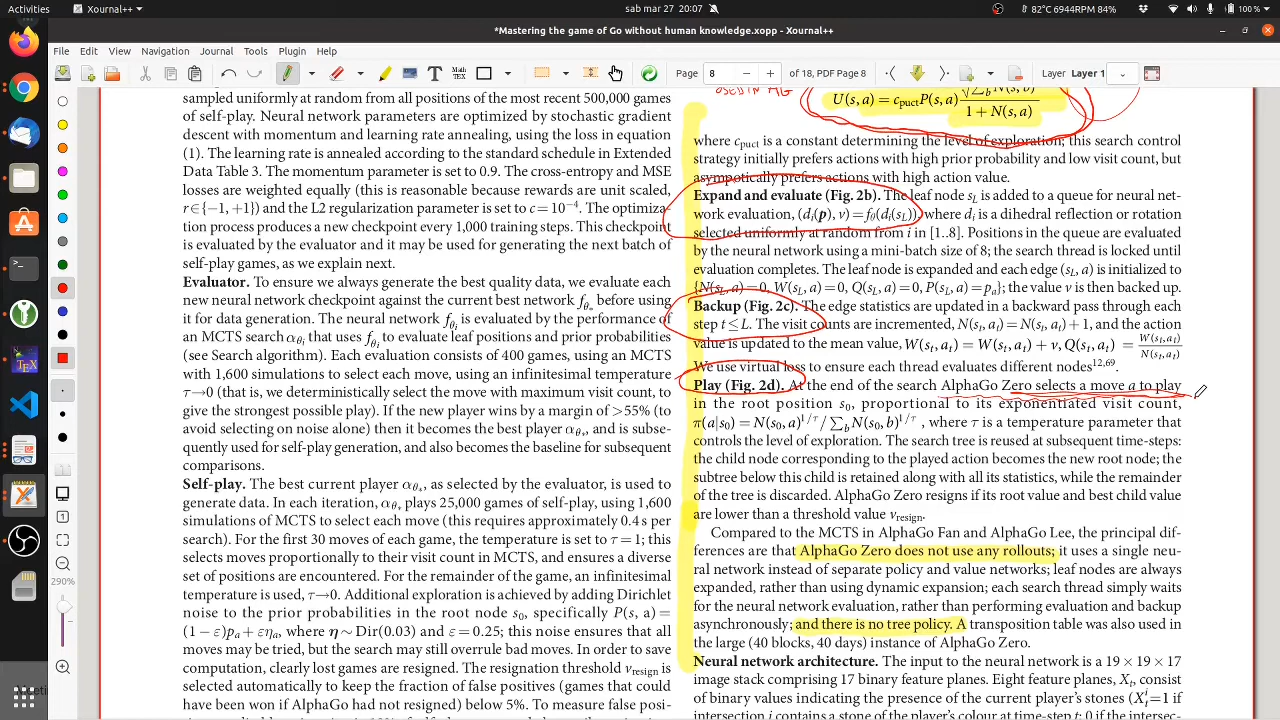 Activities
Xournal++
sab mar 27 20:07
82°C 6944RPM 84%
100 %
*Mastering the game of Go without human knowledge.xopp - Xournal++
File Edit View Navigation Journal Tools Plugin Help
Page 8 of 18, PDF Page 8
Layer Layer 1
290%
sampled uniformly at random from all positions of the most recent 500,000 games
of self-play. Neural network parameters are optimized by stochastic gradient
descent with momentum and learning rate annealing, using the loss in equation
(1). The learning rate is annealed according to the standard schedule in Extended
Data Table 3. The momentum parameter is set to 0.9. The cross-entropy and MSE
losses are weighted equally (this is reasonable because rewards are unit scaled,
r∈{−1, +1}) and the L2 regularization parameter is set to c = 10⁻⁴. The optimiza-
tion process produces a new checkpoint every 1,000 training steps. This checkpoint
is evaluated by the evaluator and it may be used for generating the next batch of
self-play games, as we explain next.
Evaluator. To ensure we always generate the best quality data, we evaluate each
new neural network checkpoint against the current best network fθ* before using
it for data generation. The neural network fθi is evaluated by the performance of
an MCTS search αθi that uses fθi to evaluate leaf positions and prior probabilities
(see Search algorithm). Each evaluation consists of 400 games, using an MCTS
with 1,600 simulations to select each move, using an infinitesimal temperature
τ→0 (that is, we deterministically select the move with maximum visit count, to
give the strongest possible play). If the new player wins by a margin of >55% (to
avoid selecting on noise alone) then it becomes the best player αθ*, and is subse-
quently used for self-play generation, and also becomes the baseline for subsequent
comparisons.
Self-play. The best current player αθ*, as selected by the evaluator, is used to
generate data. In each iteration, αθ* plays 25,000 games of self-play, using 1,600
simulations of MCTS to select each move (this requires approximately 0.4 s per
search). For the first 30 moves of each game, the temperature is set to τ = 1; this
selects moves proportionally to their visit count in MCTS, and ensures a diverse
set of positions are encountered. For the remainder of the game, an infinitesimal
temperature is used, τ→0. Additional exploration is achieved by adding Dirichlet
noise to the prior probabilities in the root node s₀, specifically P(s, a) =
(1 − ε)pa + εηa, where η ∼ Dir(0.03) and ε = 0.25; this noise ensures that all
moves may be tried, but the search may still overrule bad moves. In order to save
computation, clearly lost games are resigned. The resignation threshold vresign is
selected automatically to keep the fraction of false positives (games that could
have been won if AlphaGo had not resigned) below 5%. To measure false posi-
USED IN AG
U(s, a) = cpuct P(s, a) √∑b N(s, b) / 1 + N(s, a)
where cpuct is a constant determining the level of exploration; this search control
strategy initially prefers actions with high prior probability and low visit count, but
asympotically prefers actions with high action value.
Expand and evaluate (Fig. 2b). The leaf node sL is added to a queue for neural net-
work evaluation, (di(p), v) = fθ(di(sL)), where di is a dihedral reflection or rotation
selected uniformly at random from i in [1..8]. Positions in the queue are evaluated
by the neural network using a mini-batch size of 8; the search thread is locked until
evaluation completes. The leaf node is expanded and each edge (sL, a) is initialized to
{N(sL, a) = 0, W(sL, a) = 0, Q(sL, a) = 0, P(sL, a) = pa}; the value v is then backed up.
Backup (Fig. 2c). The edge statistics are updated in a backward pass through each
step t ≤ L. The visit counts are incremented, N(st, at) = N(st, at) + 1, and the action
value is updated to the mean value, W(st, at) = W(st, at) + v, Q(st, at) = W(st, at)/N(st, at)
We use virtual loss to ensure each thread evaluates different nodes¹²,⁶⁹.
Play (Fig. 2d). At the end of the search AlphaGo Zero selects a move a to play
in the root position s₀, proportional to its exponentiated visit count,
π(a|s₀) = N(s₀, a)^1/τ / ∑b N(s₀, b)^1/τ, where τ is a temperature parameter that
controls the level of exploration. The search tree is reused at subsequent time-steps:
the child node corresponding to the played action becomes the new root node; the
subtree below this child is retained along with all its statistics, while the remainder
of the tree is discarded. AlphaGo Zero resigns if its root value and best child value
are lower than a threshold value vresign.
Compared to the MCTS in AlphaGo Fan and AlphaGo Lee, the principal dif-
ferences are that AlphaGo Zero does not use any rollouts; it uses a single neu-
ral network instead of separate policy and value networks; leaf nodes are always
expanded, rather than using dynamic expansion; each search thread simply waits
for the neural network evaluation, rather than performing evaluation and backup
asynchronously; and there is no tree policy. A transposition table was also used in
the large (40 blocks, 40 days) instance of AlphaGo Zero.
Neural network architecture. The input to the neural network is a 19 × 19 × 17
image stack comprising 17 binary feature planes. Eight feature planes, Xt, consist
of binary values indicating the presence of the current player's stones (Xti = 1 if